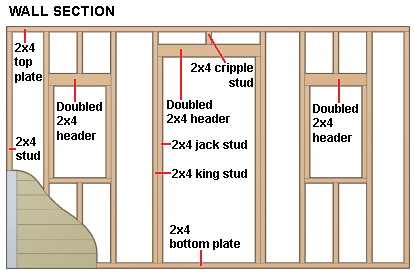 WALL SECTION
2x4
top
plate
2x4 cripple
stud
Doubled
2x4
header
Doubled
2x4 header
Doubled
2x4
header
2x4
stud
2x4 jack stud
2x4 king stud
2x4
bottom plate